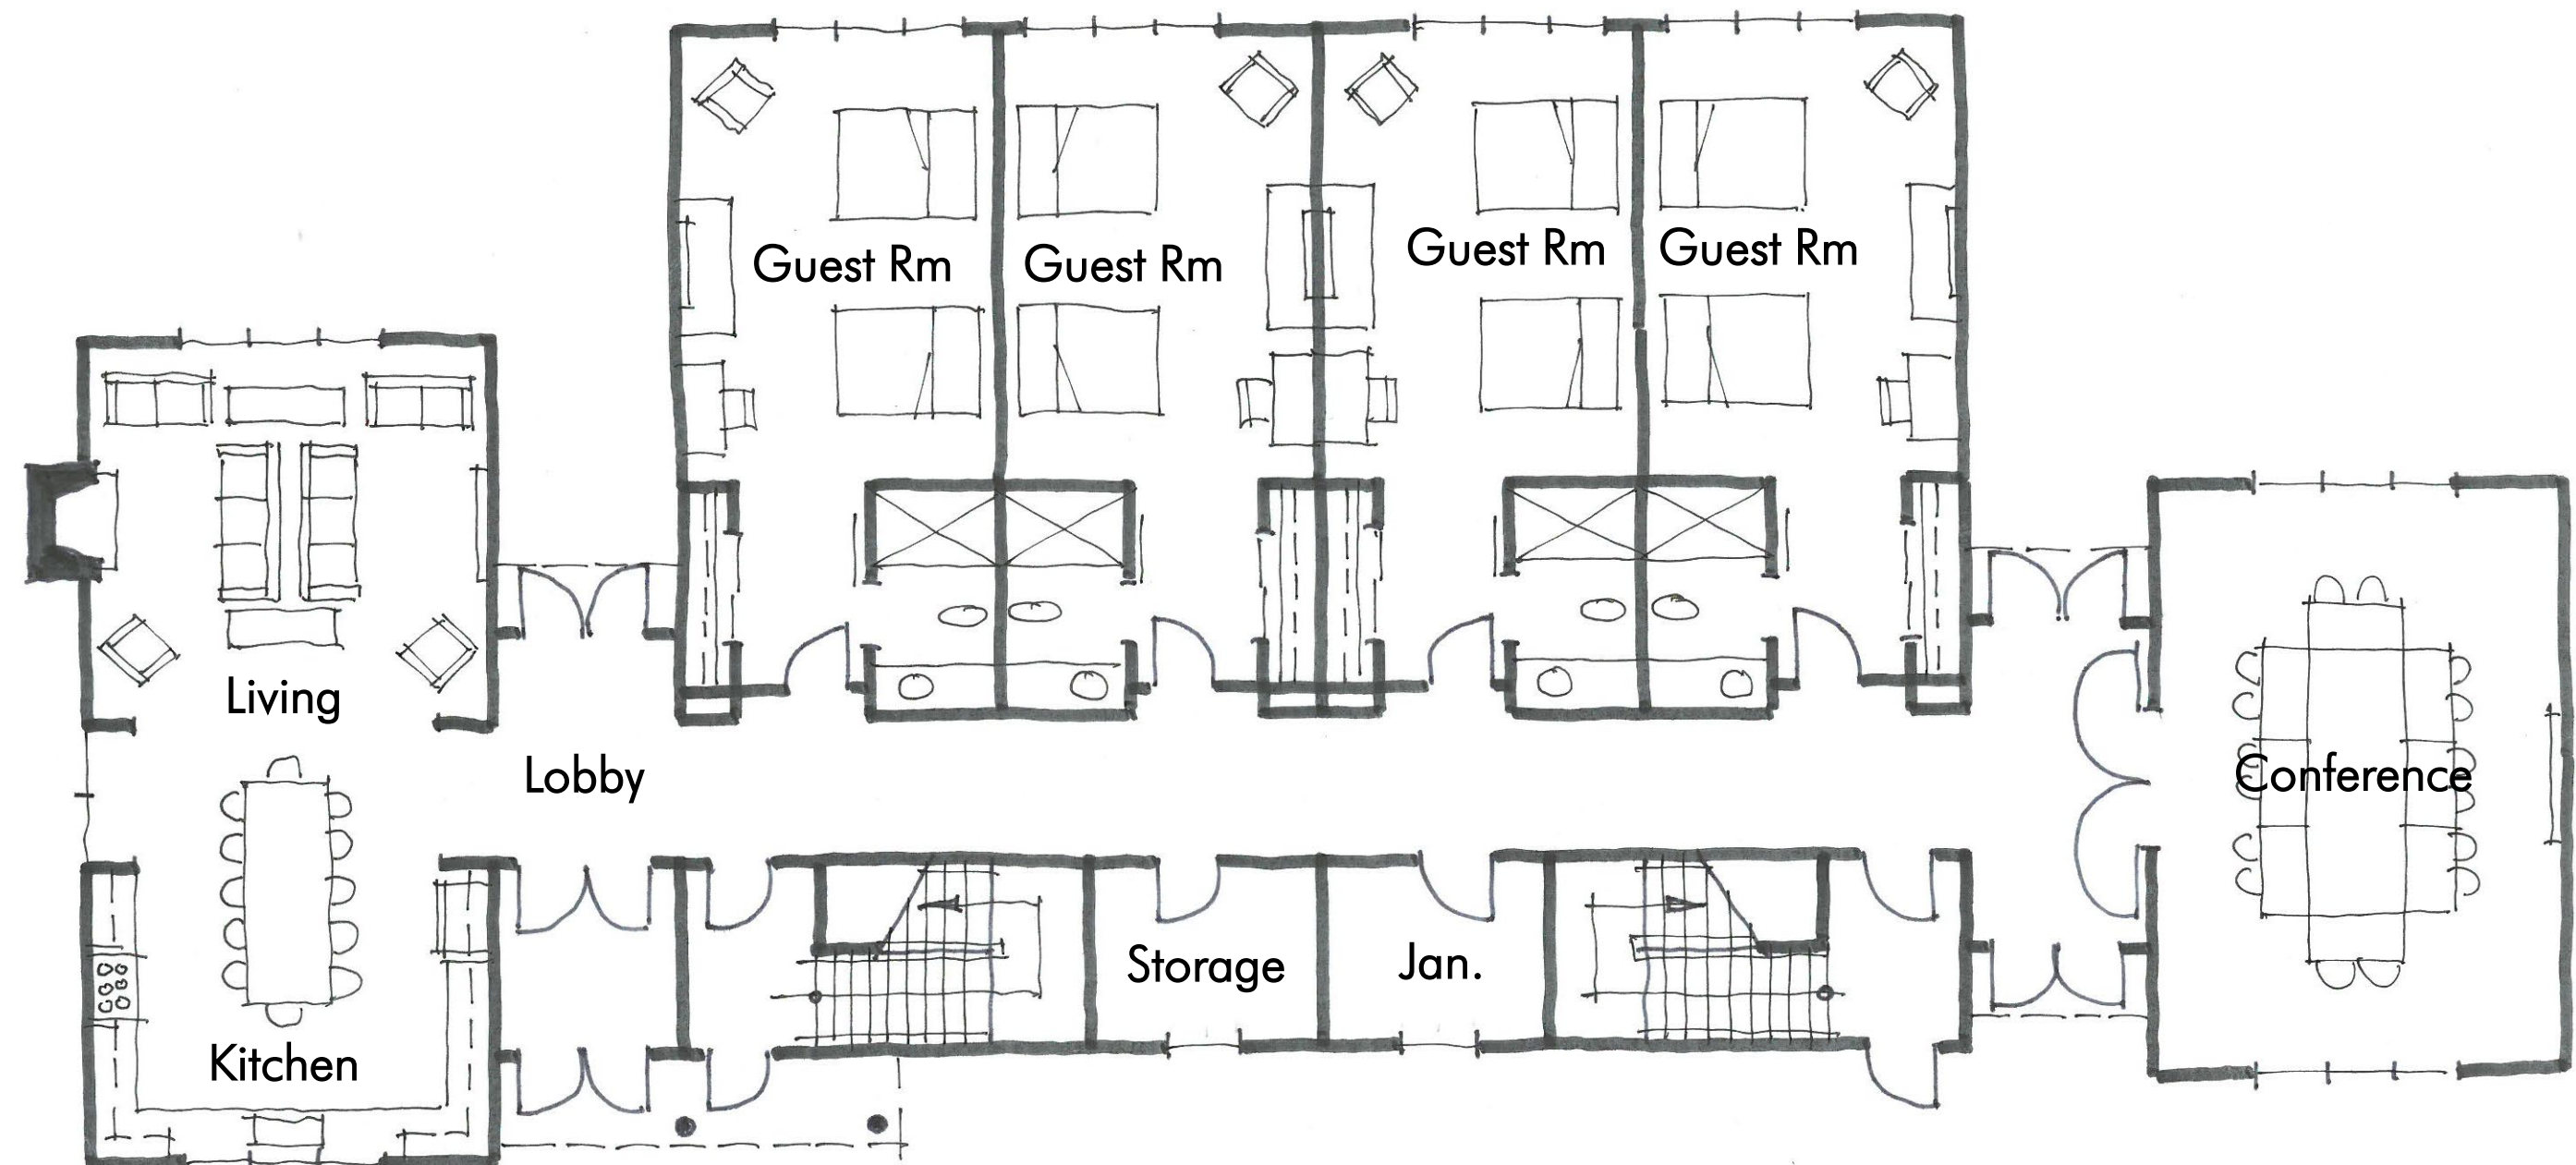 Guest Rm
Guest Rm
Guest Rm
Guest Rm
Living
Lobby
Conference
Storage
Jan.
Kitchen